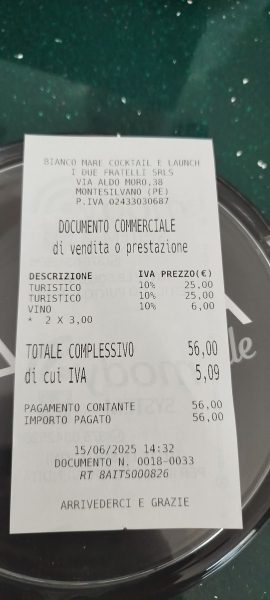 BIANCO MARE COCKTAIL E LAUNCH
I DUE FRATELLI SRLS
VIA ALDO MORO,38
MONTESILVANO (PE)
P.IVA 02433030687
DOCUMENTO COMMERCIALE
di vendita o prestazione
DESCRIZIONE IVA PREZZO(€)
TURISTICO 10% 25,00
TURISTICO 10% 25,00
VINO 10% 6,00
* 2 X 3,00
TOTALE COMPLESSIVO 56,00
di cui IVA 5,09
PAGAMENTO CONTANTE 56,00
IMPORTO PAGATO 56,00
15/06/2025 14:32
DOCUMENTO N. 0018-0033
RT 8AITS000826
ARRIVEDERCI E GRAZIE